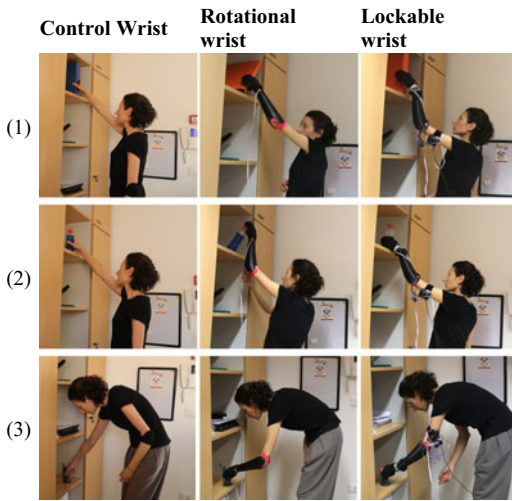 Control Wrist
Rotational
wrist
Lockable
wrist
(1)
(2)
(3)